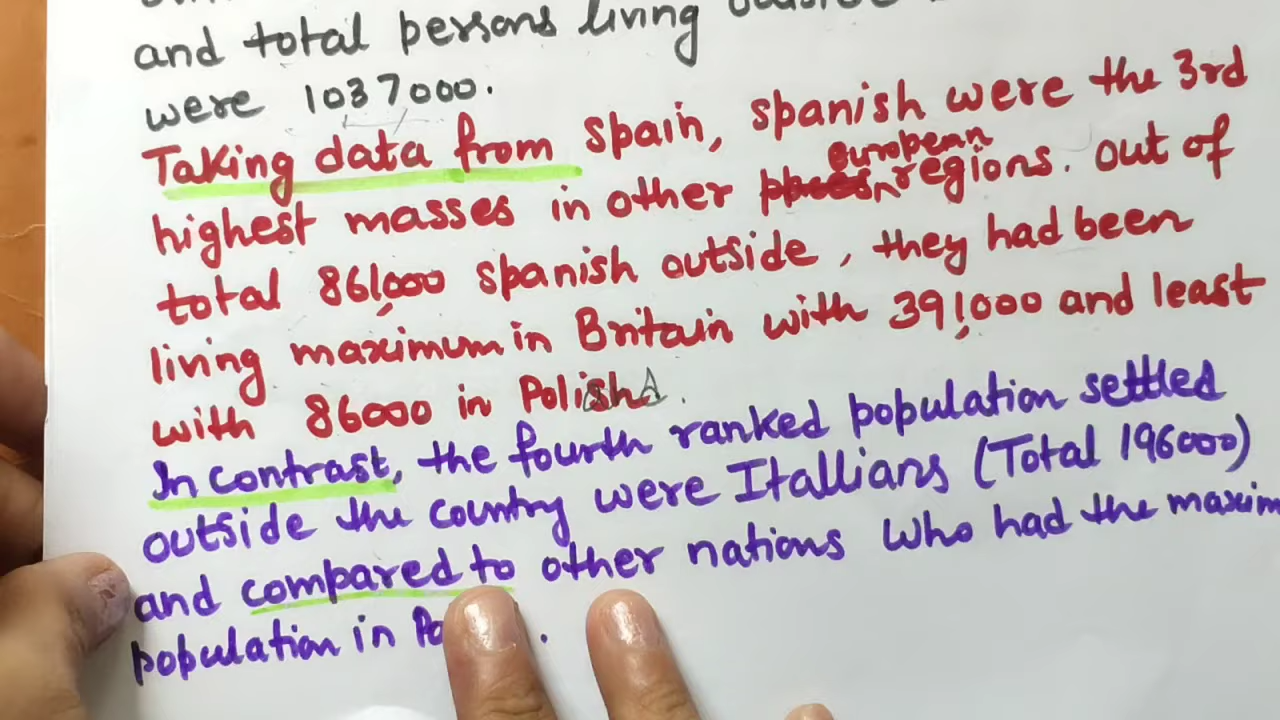 and total persons living outside
were 1037000.
Taking data from Spain, spanish were the 3rd
highest masses in other european regions. out of
total 861,000 spanish outside, they had been
living maximum in Britain with 391,000 and least
with 86000 in Polish.
In contrast, the fourth ranked population settled
outside the country were Itallians (Total 196000)
and compared to other nations who had the maxim
population in Po .